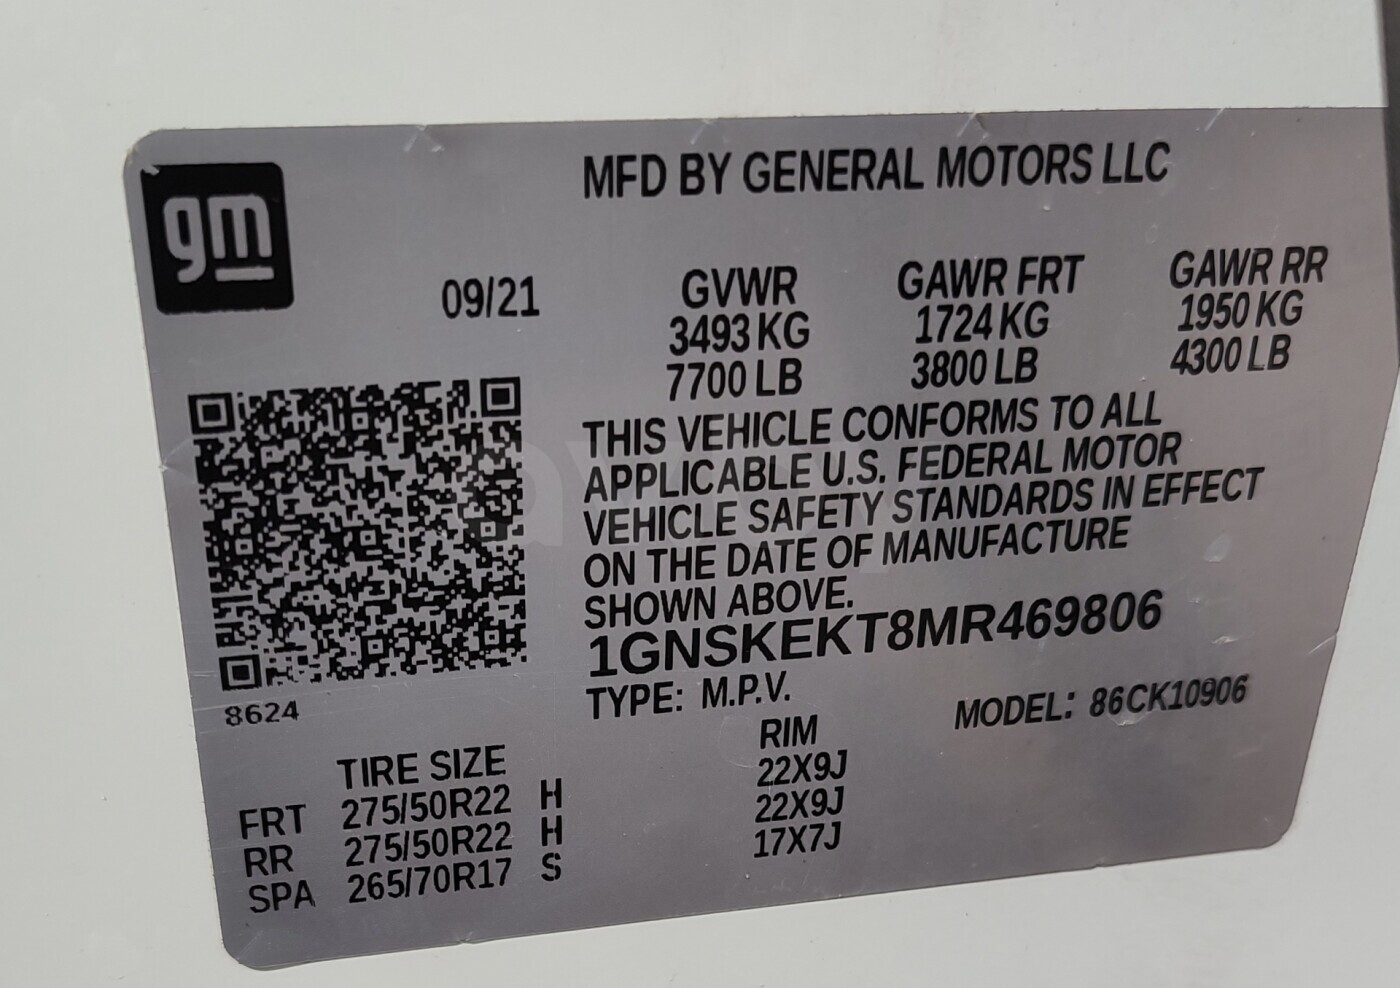 gm
MFD BY GENERAL MOTORS LLC
09/21
GVWR GAWR FRT GAWR RR
3493 KG 1724 KG 1950 KG
7700 LB 3800 LB 4300 LB
THIS VEHICLE CONFORMS TO ALL
APPLICABLE U.S. FEDERAL MOTOR
VEHICLE SAFETY STANDARDS IN EFFECT
ON THE DATE OF MANUFACTURE
SHOWN ABOVE.
1GNSKEKT8MR469806
TYPE: M.P.V. MODEL: 86CK10906
8624
TIRE SIZE RIM
FRT 275/50R22 H 22X9J
RR 275/50R22 H 22X9J
SPA 265/70R17 S 17X7J